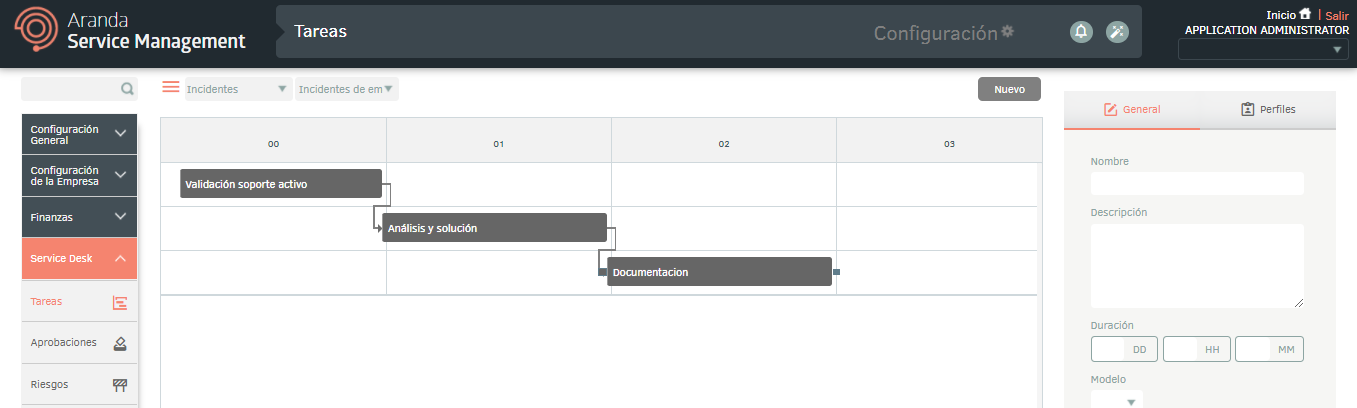 Aranda
Service Management
Tareas
Configuración
Inicio | Salir
APPLICATION ADMINISTRATOR
Incidentes
Incidentes de em
Nuevo
Configuración
General
Configuración
de la Empresa
Finanzas
Service Desk
Tareas
Aprobaciones
Riesgos
00 01 02 03
Validación soporte activo
Análisis y solución
Documentacion
General
Perfiles
Nombre
Descripción
Duración
DD HH MM
Modelo